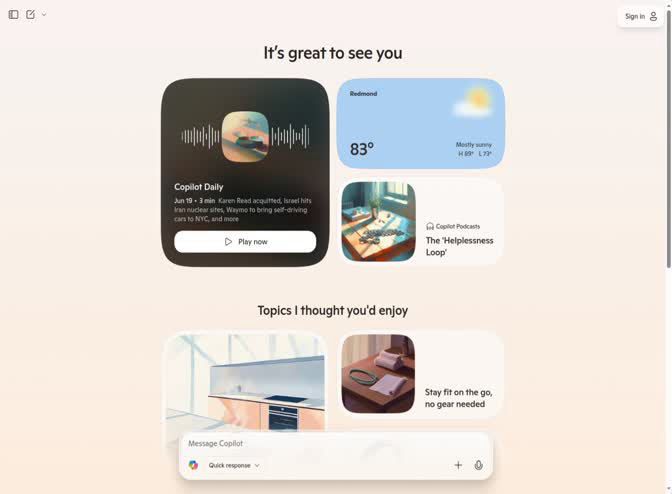 Sign in
It's great to see you
Copilot Daily
Jun 19 • 3 min Karen Read acquitted, Israel hits
Iran nuclear sites, Waymo to bring self-driving
cars to NYC, and more
Play now
Redmond
83°
Mostly sunny
H 89° L 73°
Copilot Podcasts
The 'Helplessness
Loop'
Topics I thought you'd enjoy
Stay fit on the go,
no gear needed
Message Copilot
Quick response